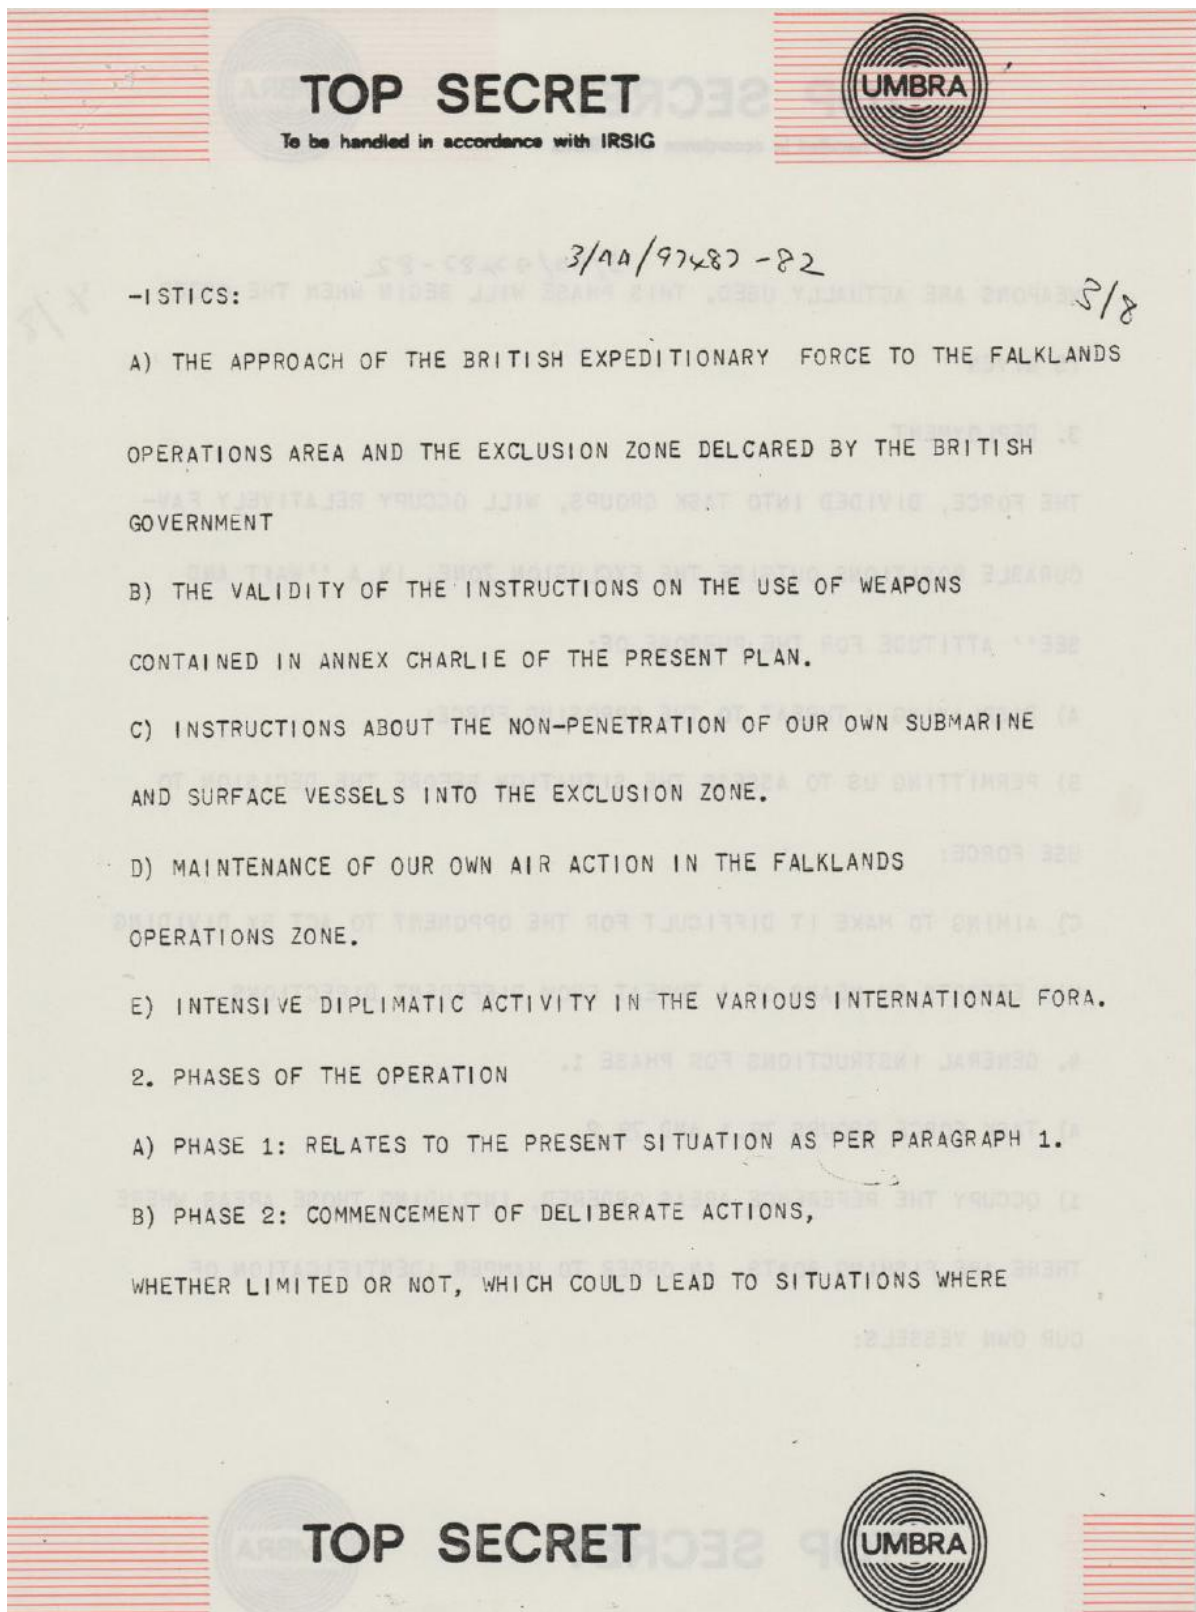 TOP SECRET
UMBRA
To be handled in accordance with IRSIG
3/AA/97487-82
3/8
-ISTICS:
A) THE APPROACH OF THE BRITISH EXPEDITIONARY FORCE TO THE FALKLANDS
OPERATIONS AREA AND THE EXCLUSION ZONE DELCARED BY THE BRITISH
GOVERNMENT
B) THE VALIDITY OF THE INSTRUCTIONS ON THE USE OF WEAPONS
CONTAINED IN ANNEX CHARLIE OF THE PRESENT PLAN.
C) INSTRUCTIONS ABOUT THE NON-PENETRATION OF OUR OWN SUBMARINE
AND SURFACE VESSELS INTO THE EXCLUSION ZONE.
D) MAINTENANCE OF OUR OWN AIR ACTION IN THE FALKLANDS
OPERATIONS ZONE.
E) INTENSIVE DIPLIMATIC ACTIVITY IN THE VARIOUS INTERNATIONAL FORA.
2. PHASES OF THE OPERATION
A) PHASE 1: RELATES TO THE PRESENT SITUATION AS PER PARAGRAPH 1.
B) PHASE 2: COMMENCEMENT OF DELIBERATE ACTIONS,
WHETHER LIMITED OR NOT, WHICH COULD LEAD TO SITUATIONS WHERE
TOP SECRET
UMBRA